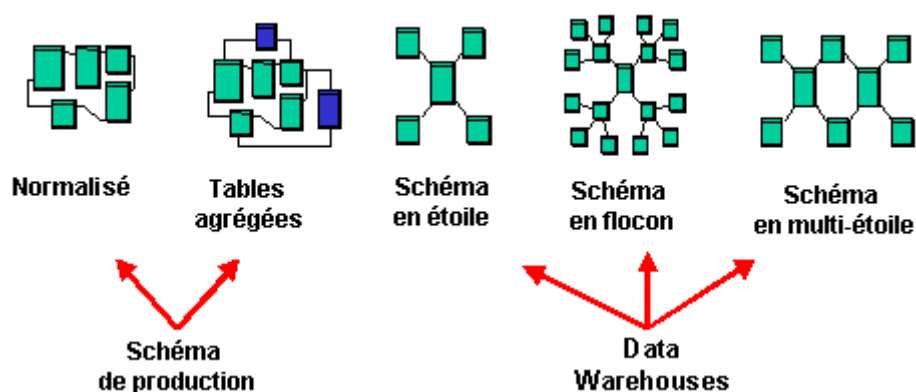 Normalisé
Tables
agrégées
Schéma
en étoile
Schéma
en flocon
Schéma
en multi-étoile
Schéma
de production
Data
Warehouses